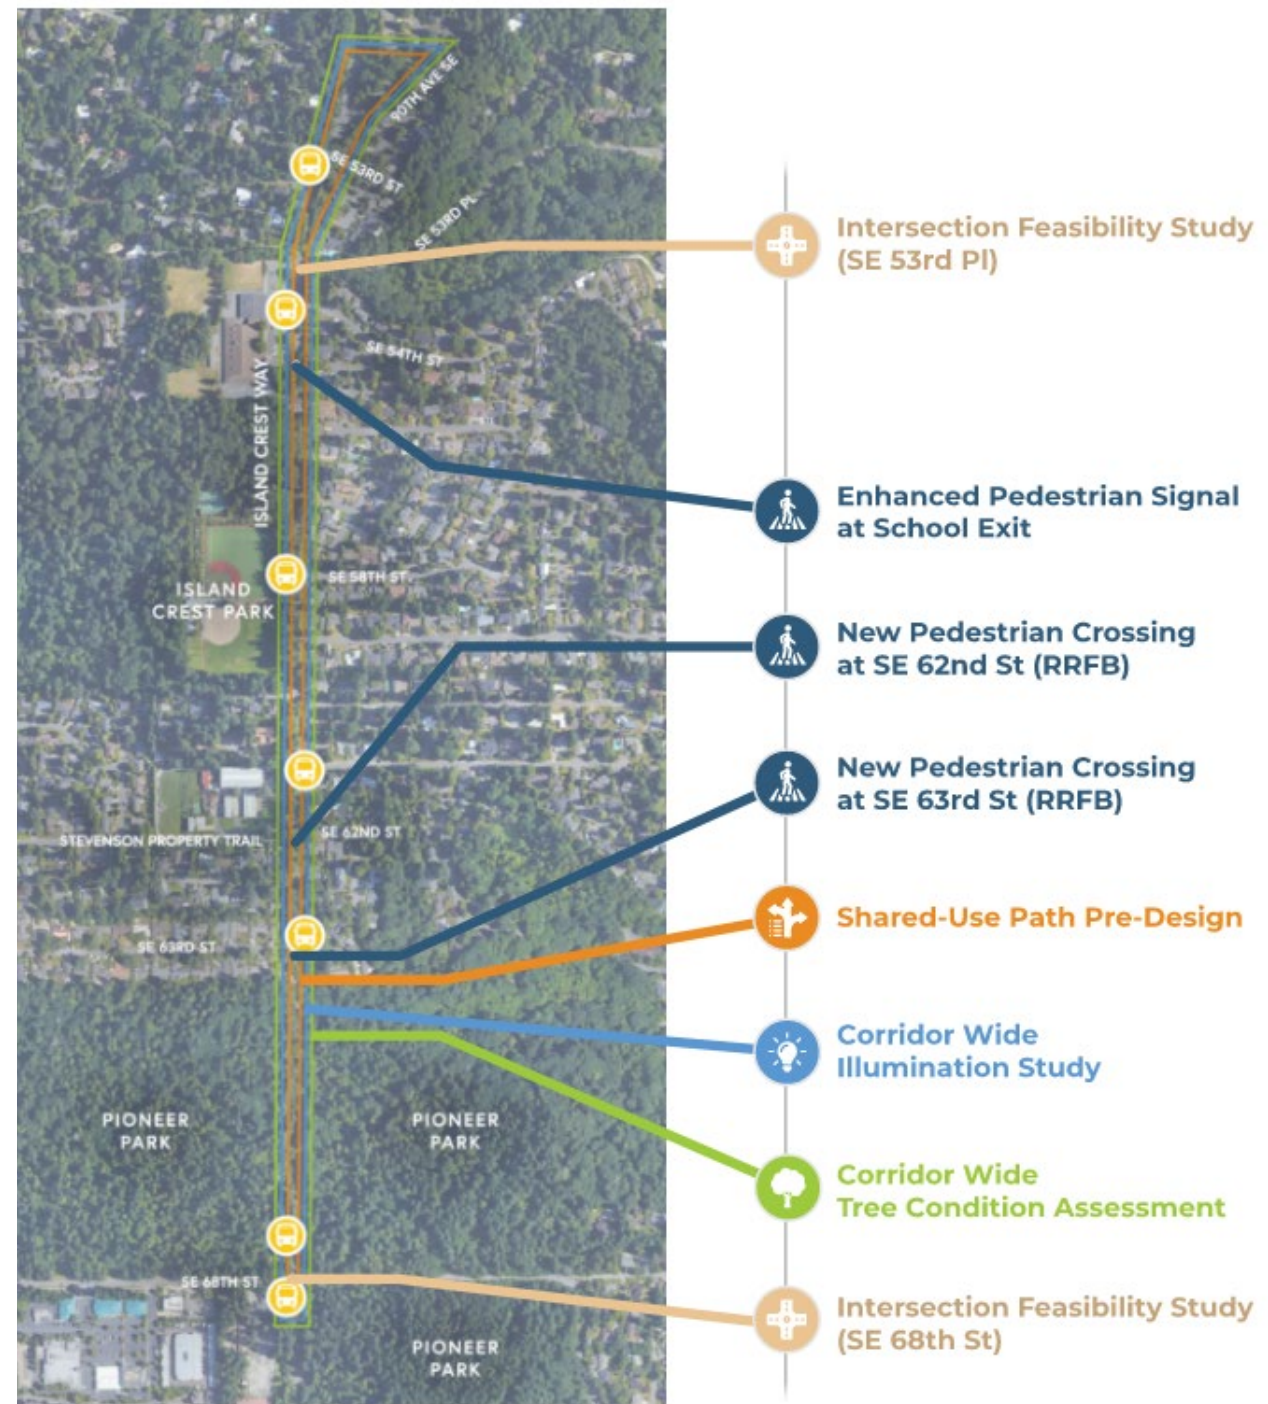 90TH AVE SE
SE 53RD ST
SE 53RD PL
Intersection Feasibility Study
(SE 53rd Pl)
SE 54TH ST
ISLAND CREST WAY
Enhanced Pedestrian Signal
at School Exit
SE 58TH ST
ISLAND
CREST PARK
New Pedestrian Crossing
at SE 62nd St (RRFB)
New Pedestrian Crossing
at SE 63rd St (RRFB)
STEVENSON PROPERTY TRAIL
SE 62ND ST
SE 63RD ST
Shared-Use Path Pre-Design
Corridor Wide
Illumination Study
PIONEER
PARK
PIONEER
PARK
Corridor Wide
Tree Condition Assessment
SE 68TH ST
Intersection Feasibility Study
(SE 68th St)
PIONEER
PARK